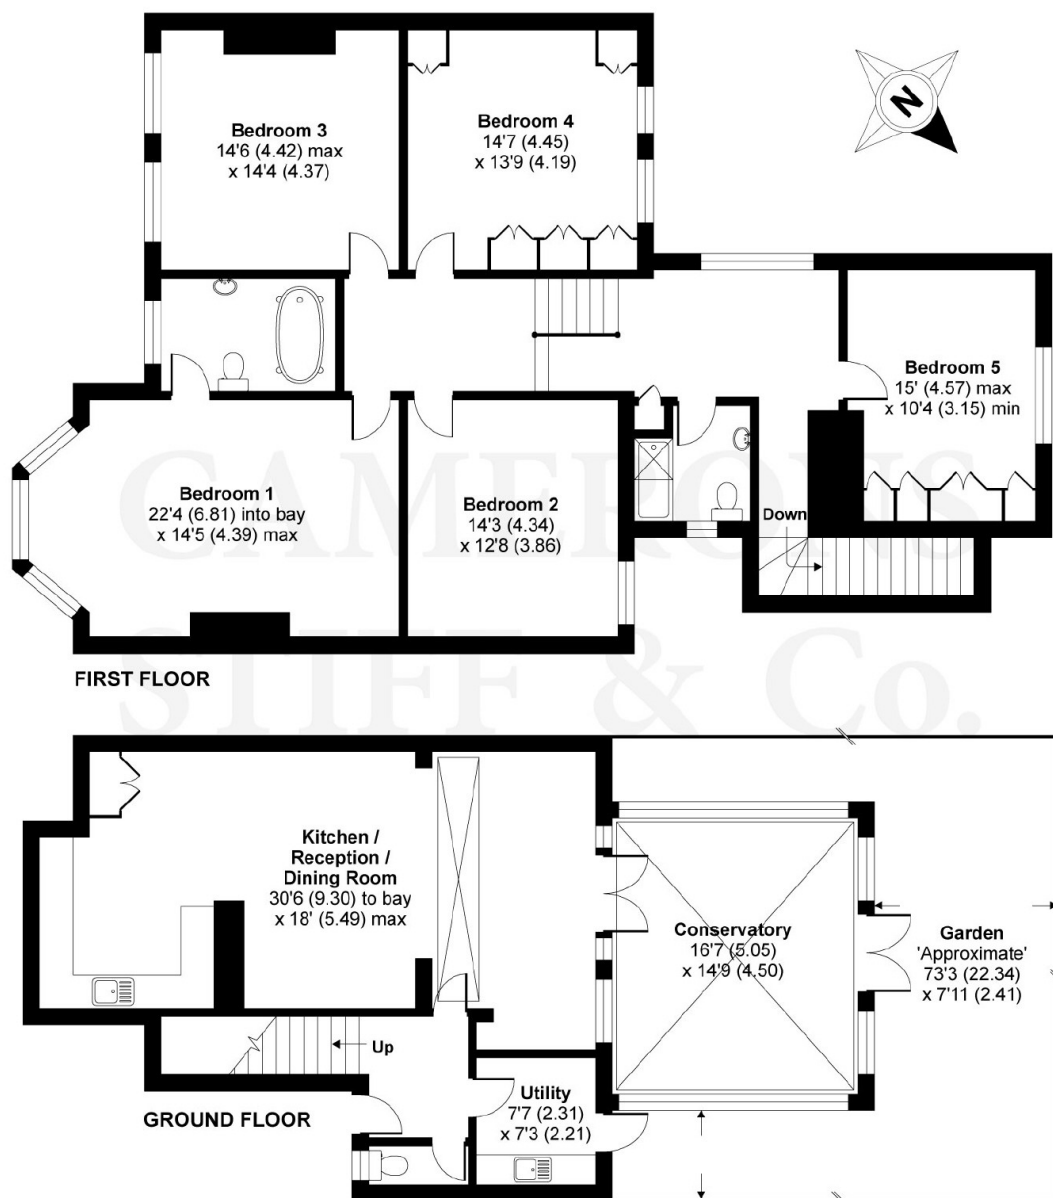 Bedroom 3
14'6 (4.42) max
x 14'4 (4.37)
Bedroom 4
14'7 (4.45)
x 13'9 (4.19)
N
Bedroom 5
15' (4.57) max
x 10'4 (3.15) min
Bedroom 1
22'4 (6.81) into bay
x 14'5 (4.39) max
Bedroom 2
14'3 (4.34)
x 12'8 (3.86)
Down
CAMERONS
STIFF & Co.
FIRST FLOOR
Kitchen /
Reception /
Dining Room
30'6 (9.30) to bay
x 18' (5.49) max
Conservatory
16'7 (5.05)
x 14'9 (4.50)
Garden
'Approximate'
73'3 (22.34)
x 7'11 (2.41)
Up
Utility
7'7 (2.31)
x 7'3 (2.21)
GROUND FLOOR